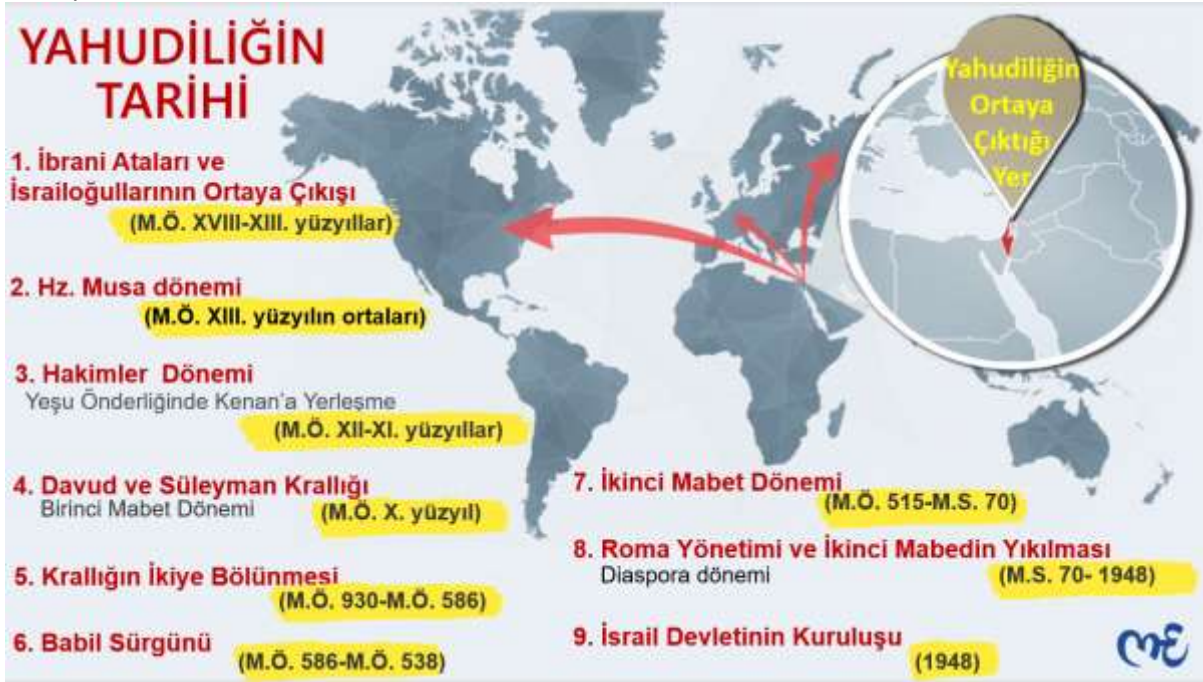 YAHUDİLİĞİN
TARİHİ
1. İbrani Ataları ve
İsrailoğullarının Ortaya Çıkışı
(M.Ö. XVIII-XIII. yüzyıllar)
2. Hz. Musa dönemi
(M.Ö. XIII. yüzyılın ortaları)
3. Hakimler Dönemi
Yeşu Önderliğinde Kenan'a Yerleşme
(M.Ö. XII-XI. yüzyıllar)
4. Davud ve Süleyman Krallığı
Birinci Mabet Dönemi (M.Ö. X. yüzyıl)
5. Krallığın İkiye Bölünmesi
(M.Ö. 930-M.Ö. 586)
6. Babil Sürgünü
(M.Ö. 586-M.Ö. 538)
Yahudiliğin
Ortaya
Çıktığı
Yer
7. İkinci Mabet Dönemi
(M.Ö. 515-M.S. 70)
8. Roma Yönetimi ve İkinci Mabedin Yıkılması
Diaspora dönemi (M.S. 70- 1948)
9. İsrail Devletinin Kuruluşu
(1948)